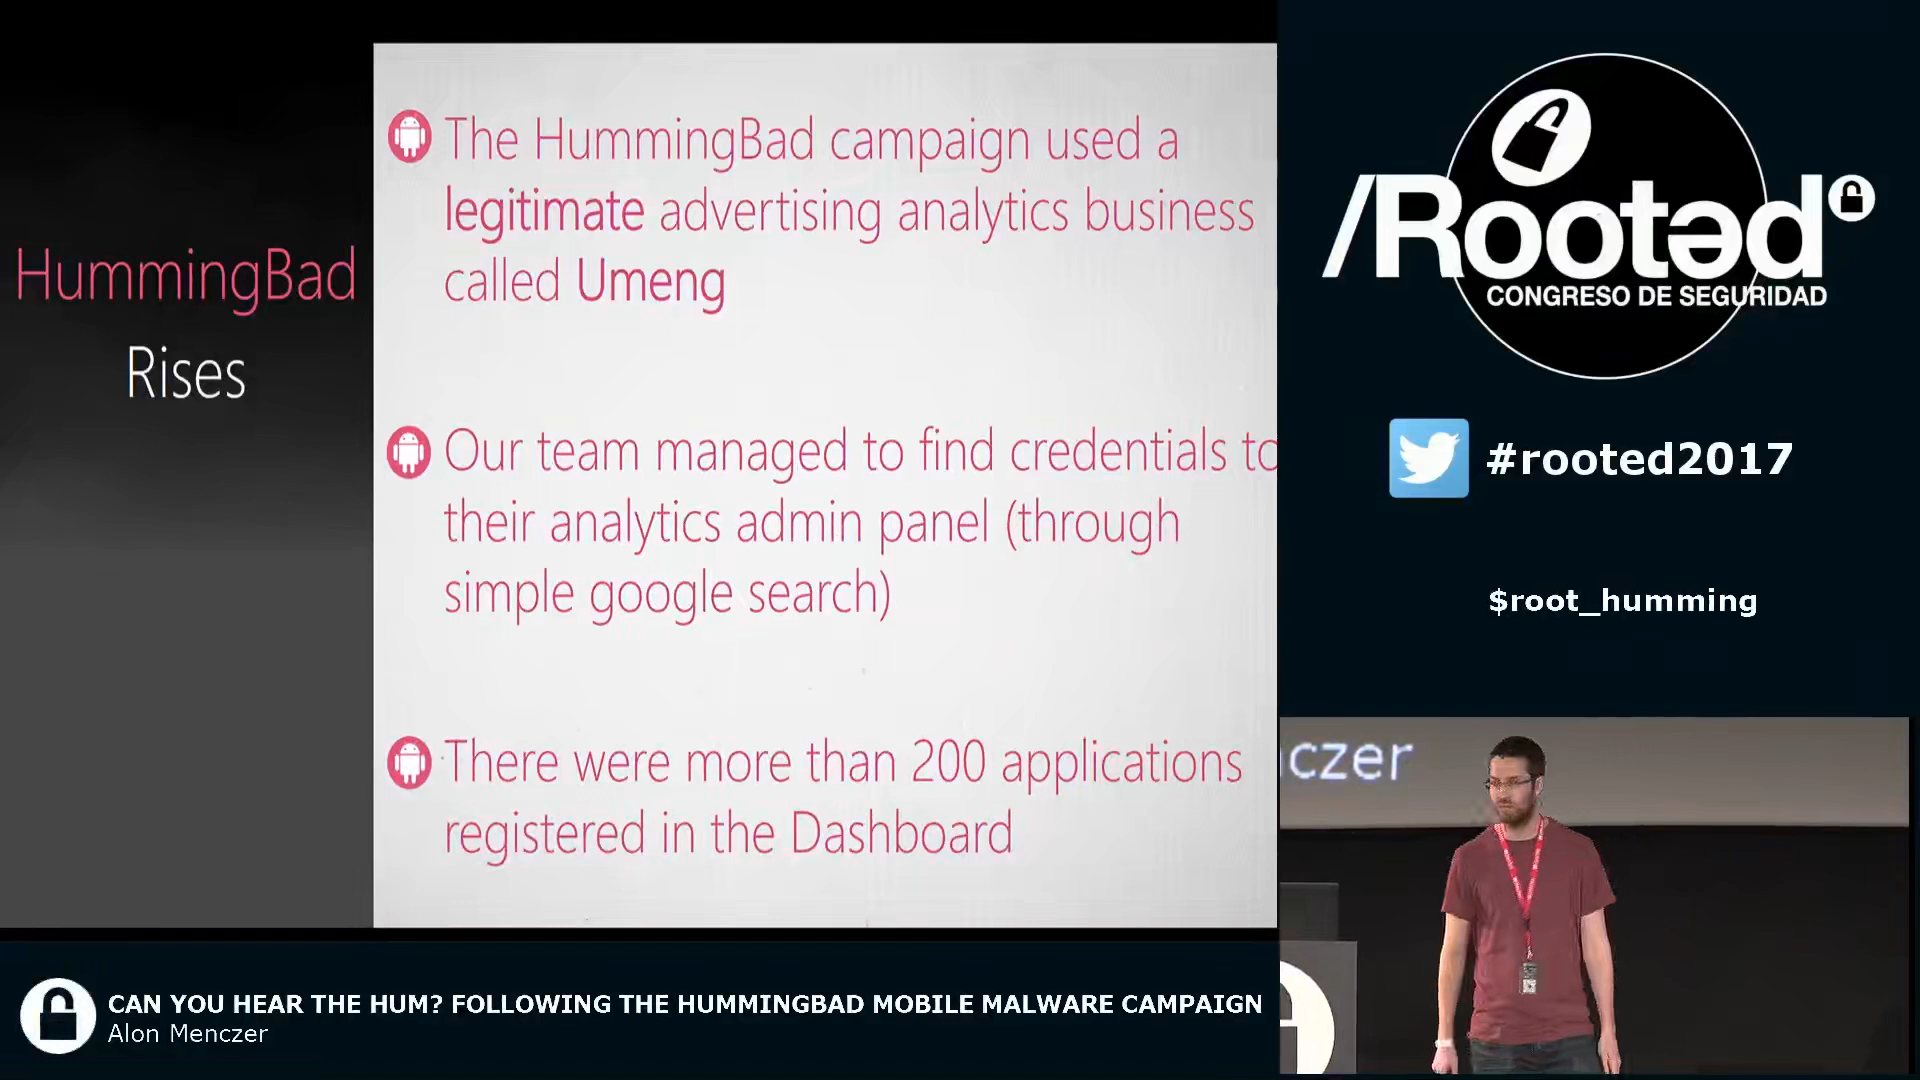 HummingBad
Rises
The HummingBad campaign used a
legitimate advertising analytics business
called Umeng
Our team managed to find credentials to
their analytics admin panel (through
simple google search)
There were more than 200 applications
registered in the Dashboard
/Rooted
CONGRESO DE SEGURIDAD
#rooted2017
$root_humming
nczer
CAN YOU HEAR THE HUM? FOLLOWING THE HUMMINGBAD MOBILE MALWARE CAMPAIGN
Alon Menczer